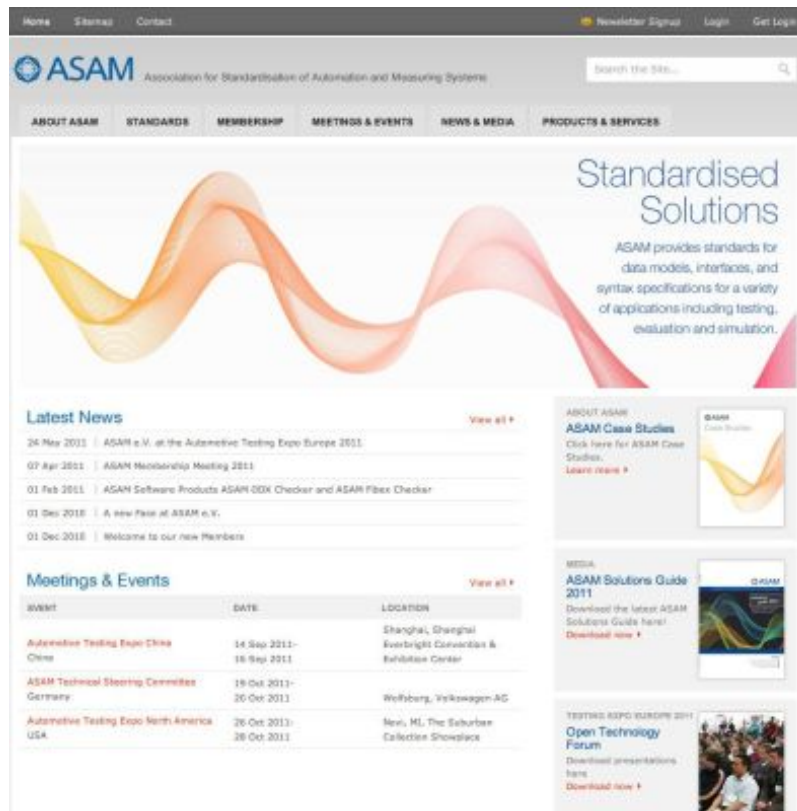 Home Sitemap Contact Newsletter Signup Login Get Login
ASAM Association for Standardisation of Automation and Measuring Systems
Search the Site...
ABOUT ASAM STANDARDS MEMBERSHIP MEETINGS & EVENTS NEWS & MEDIA PRODUCTS & SERVICES
Standardised
Solutions
ASAM provides standards for
data models, interfaces, and
syntax specifications for a variety
of applications including testing,
evaluation and simulation.
Latest News View all
24 May 2011 | ASAM e.V. at the Automotive Testing Expo Europe 2011
07 Apr 2011 | ASAM Membership Meeting 2011
01 Feb 2011 | ASAM Software Products ASAM ODX Checker and ASAM Fibex Checker
01 Dec 2010 | A new Face at ASAM e.V.
01 Dec 2010 | Welcome to our new Members
Meetings & Events View all
EVENT DATE LOCATION
Automotive Testing Expo China
China
14 Sep 2011-
16 Sep 2011
Shanghai, Shanghai
Everbright Convention &
Exhibition Center
ASAM Technical Steering Committee
Germany
19 Oct 2011-
20 Oct 2011
Wolfsburg, Volkswagen AG
Automotive Testing Expo North America
USA
26 Oct 2011-
28 Oct 2011
Novi, MI, The Suburban
Collection Showplace
ABOUT ASAM
ASAM Case Studies
Click here for ASAM Case
Studies.
Learn more
ASAM
Case Studies
MEDIA
ASAM Solutions Guide
2011
Download the latest ASAM
Solutions Guide here!
Download now
ASAM
TESTING EXPO EUROPE 2011
Open Technology
Forum
Download presentations
here
Download now